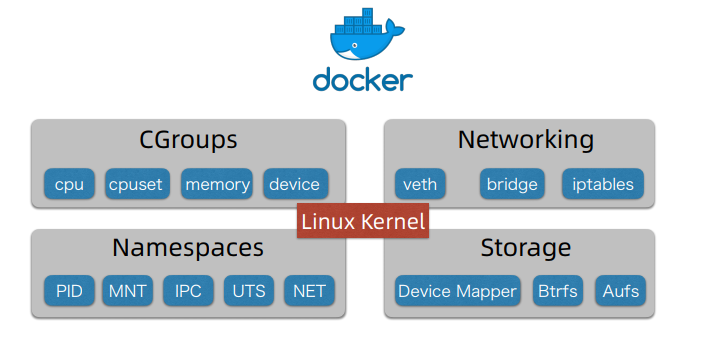 docker
CGroups
cpu cpuset memory device
Networking
veth bridge iptables
Linux Kernel
Namespaces
PID MNT IPC UTS NET
Storage
Device Mapper Btrfs Aufs